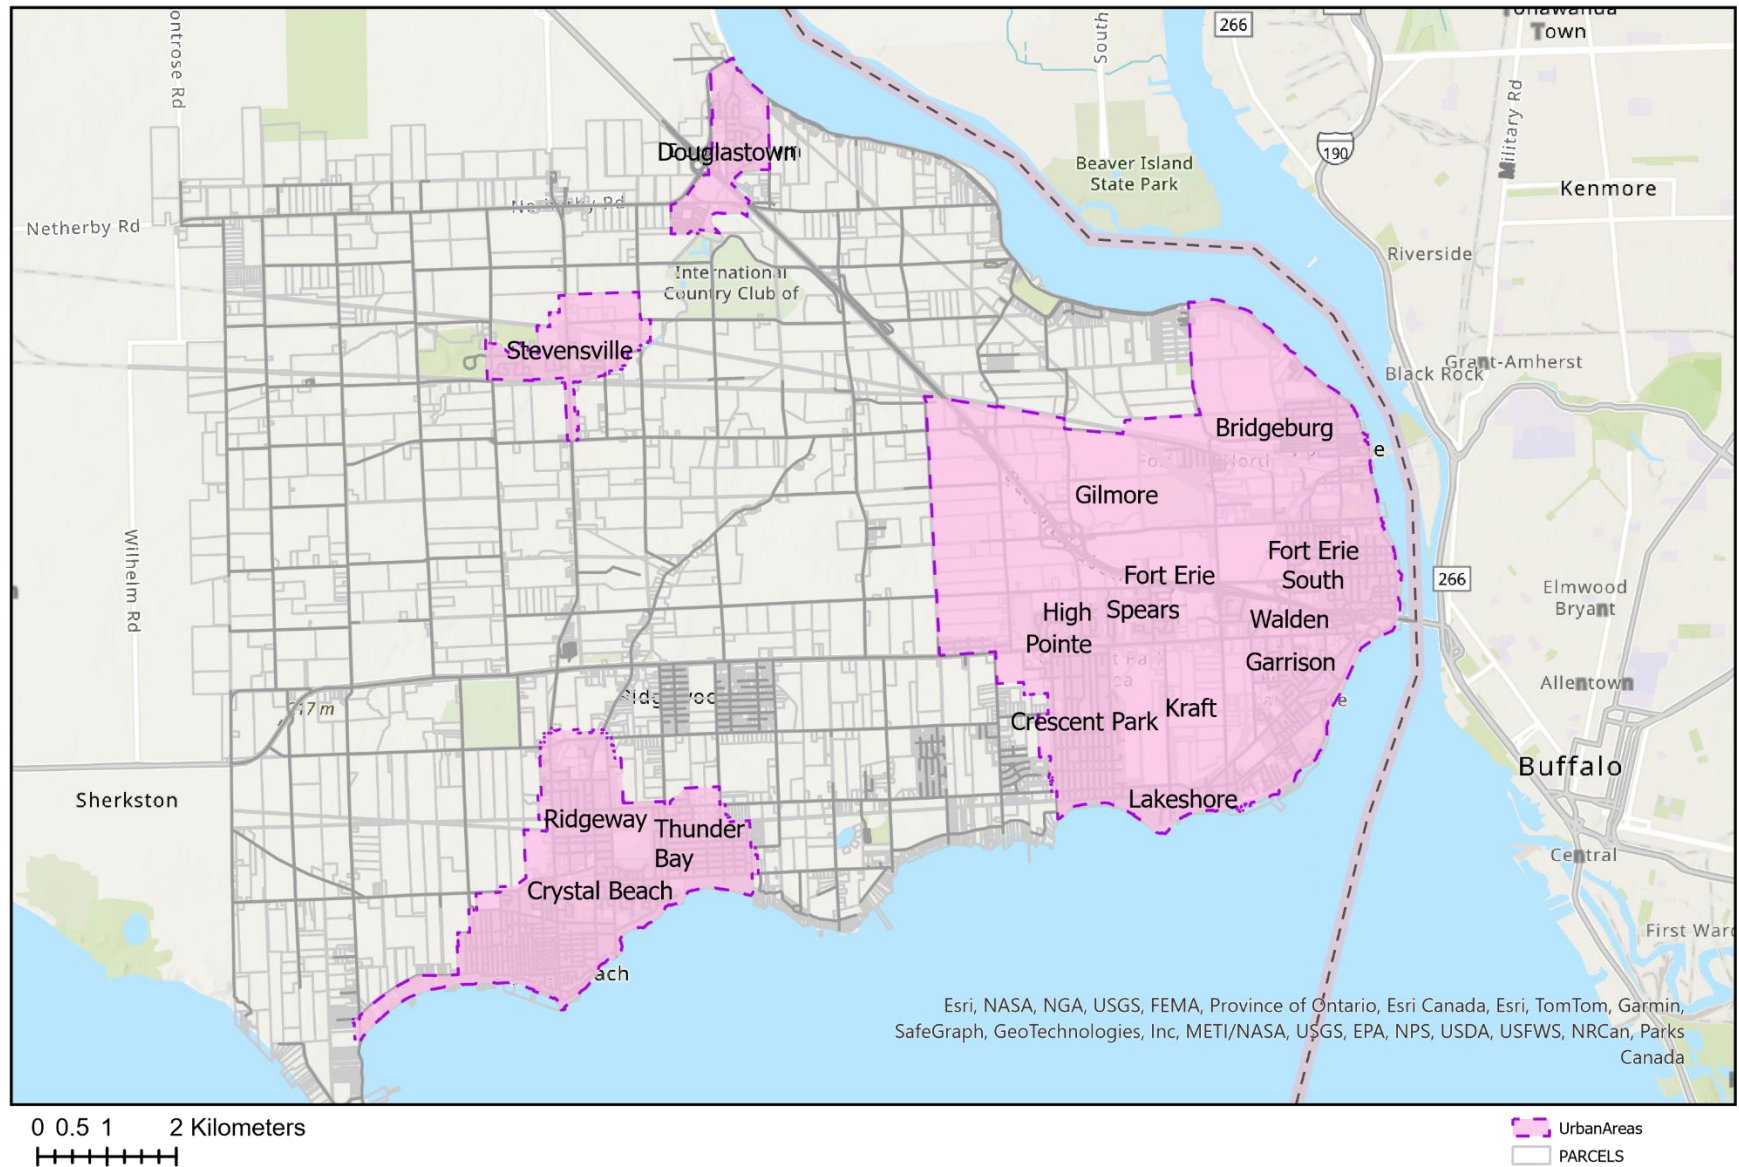 266
Town
South
190
Military Rd
Douglastown
Beaver Island
State Park
Kenmore
Netherby Rd
Netherby Rd
Riverside
International
Country Club of
Stevensville
Grant-Amherst
Black Rock
Bridgeburg
e
Gilmore
Wilhelm Rd
Fort Erie
South
Fort Erie
266
Elmwood
Bryant
High
Pointe
Spears
Walden
Garrison
Allentown
Kraft
Crescent Park
e
Buffalo
Sherkston
Lakeshore
Ridgeway
Thunder
Bay
Central
Crystal Beach
First Ward
ach
Esri, NASA, NGA, USGS, FEMA, Province of Ontario, Esri Canada, Esri, TomTom, Garmin,
SafeGraph, GeoTechnologies, Inc, METI/NASA, USGS, EPA, NPS, USDA, USFWS, NRCan, Parks
Canada
0 0.5 1 2 Kilometers
UrbanAreas
PARCELS